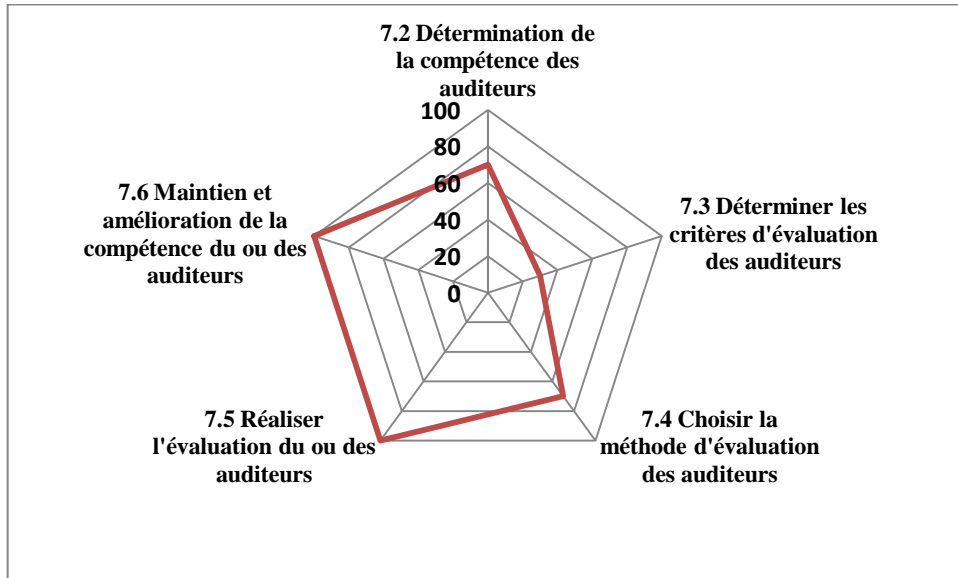 7.2 Détermination de
la compétence des
auditeurs
100
80
60
40
20
0
7.3 Déterminer les
critères d'évaluation
des auditeurs
7.4 Choisir la
méthode d'évaluation
des auditeurs
7.5 Réaliser
l'évaluation du ou des
auditeurs
7.6 Maintien et
amélioration de la
compétence du ou des
auditeurs